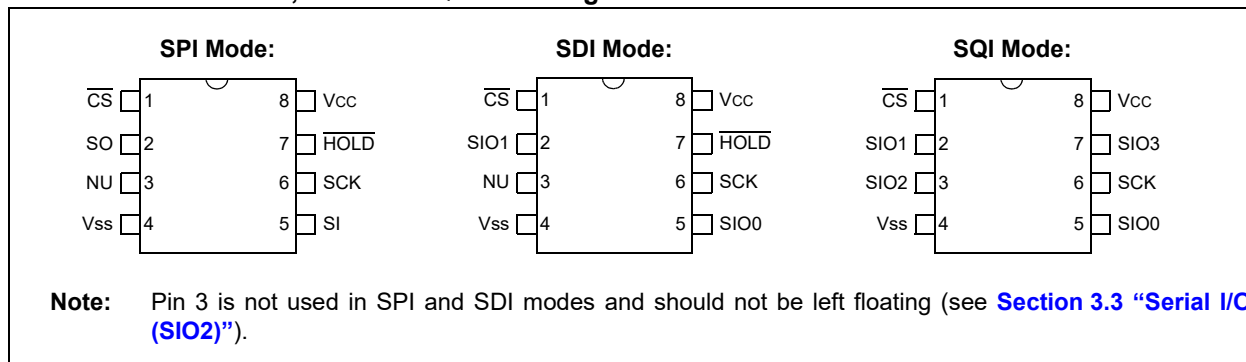 SPI Mode:
CS 1 8 VCC
SO 2 7 HOLD
NU 3 6 SCK
Vss 4 5 SI
SDI Mode:
CS 1 8 VCC
SIO1 2 7 HOLD
NU 3 6 SCK
Vss 4 5 SIO0
SQI Mode:
CS 1 8 VCC
SIO1 2 7 SIO3
SIO2 3 6 SCK
Vss 4 5 SIO0
Note: Pin 3 is not used in SPI and SDI modes and should not be left floating (see Section 3.3 “Serial I/O
(SIO2)”).